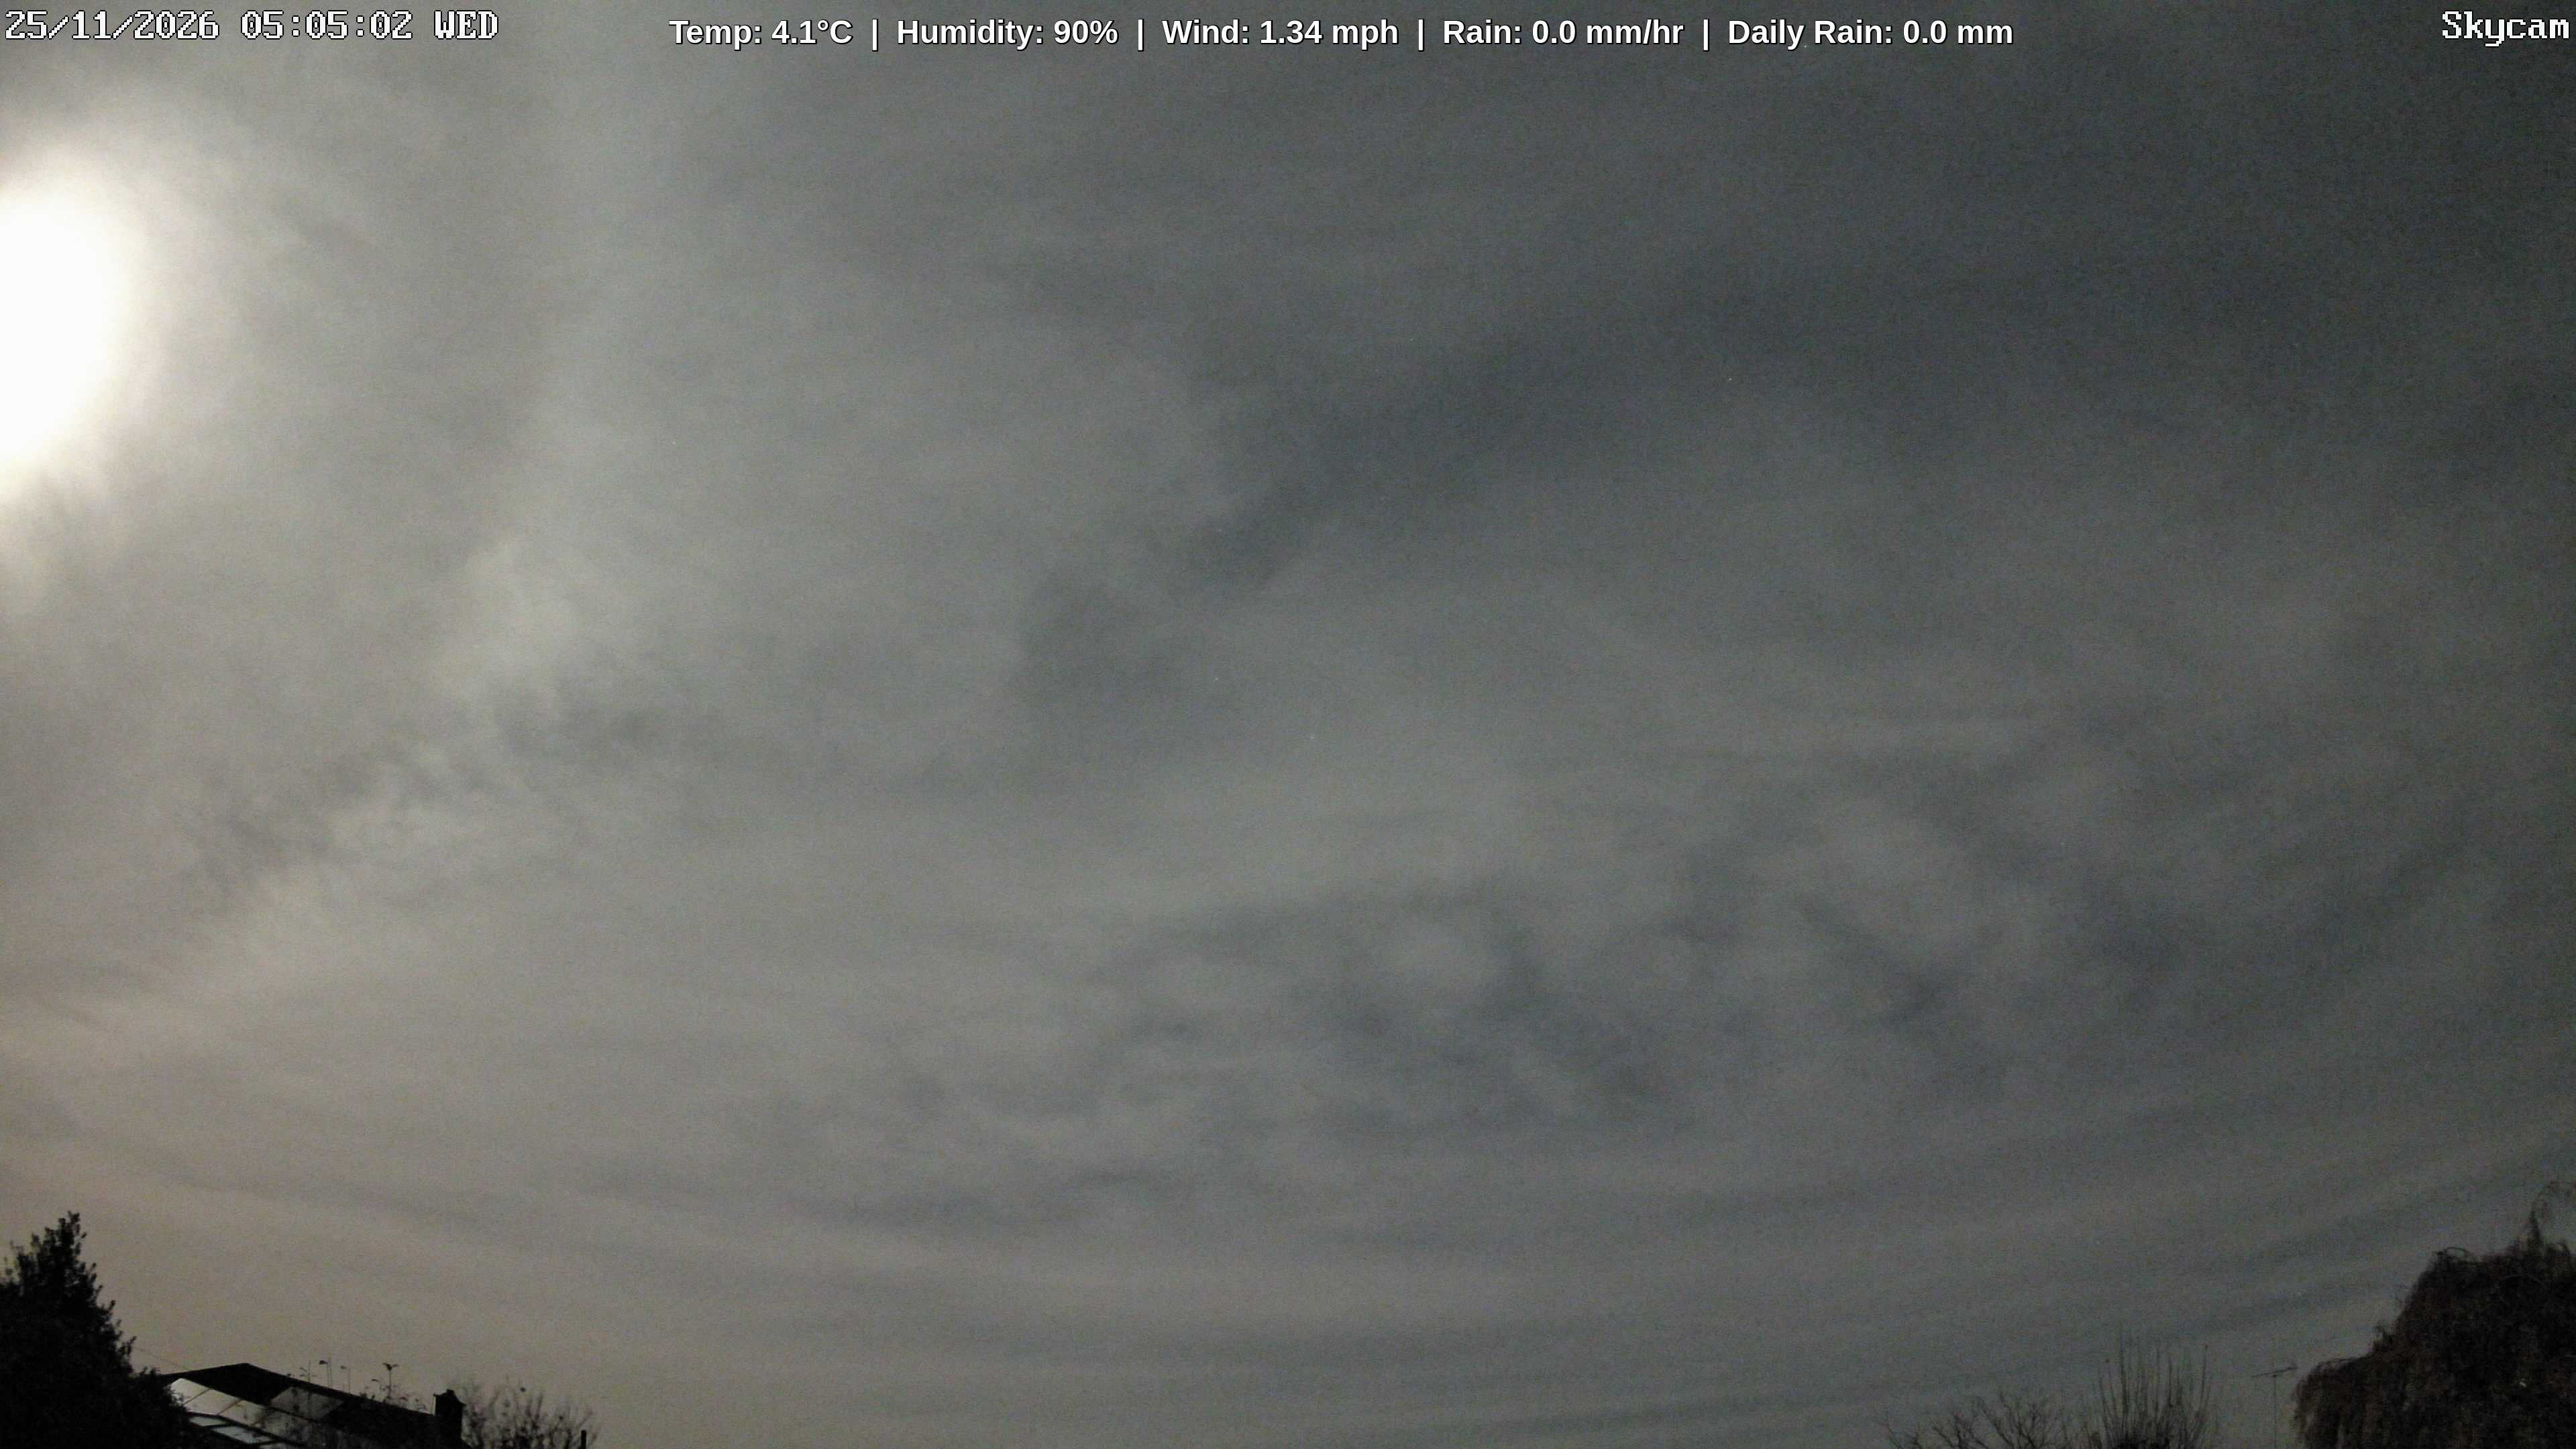 25/11/2026 05:05:02 WED
Temp: 4.1°C | Humidity: 90% | Wind: 1.34 mph | Rain: 0.0 mm/hr | Daily Rain: 0.0 mm
Skycam